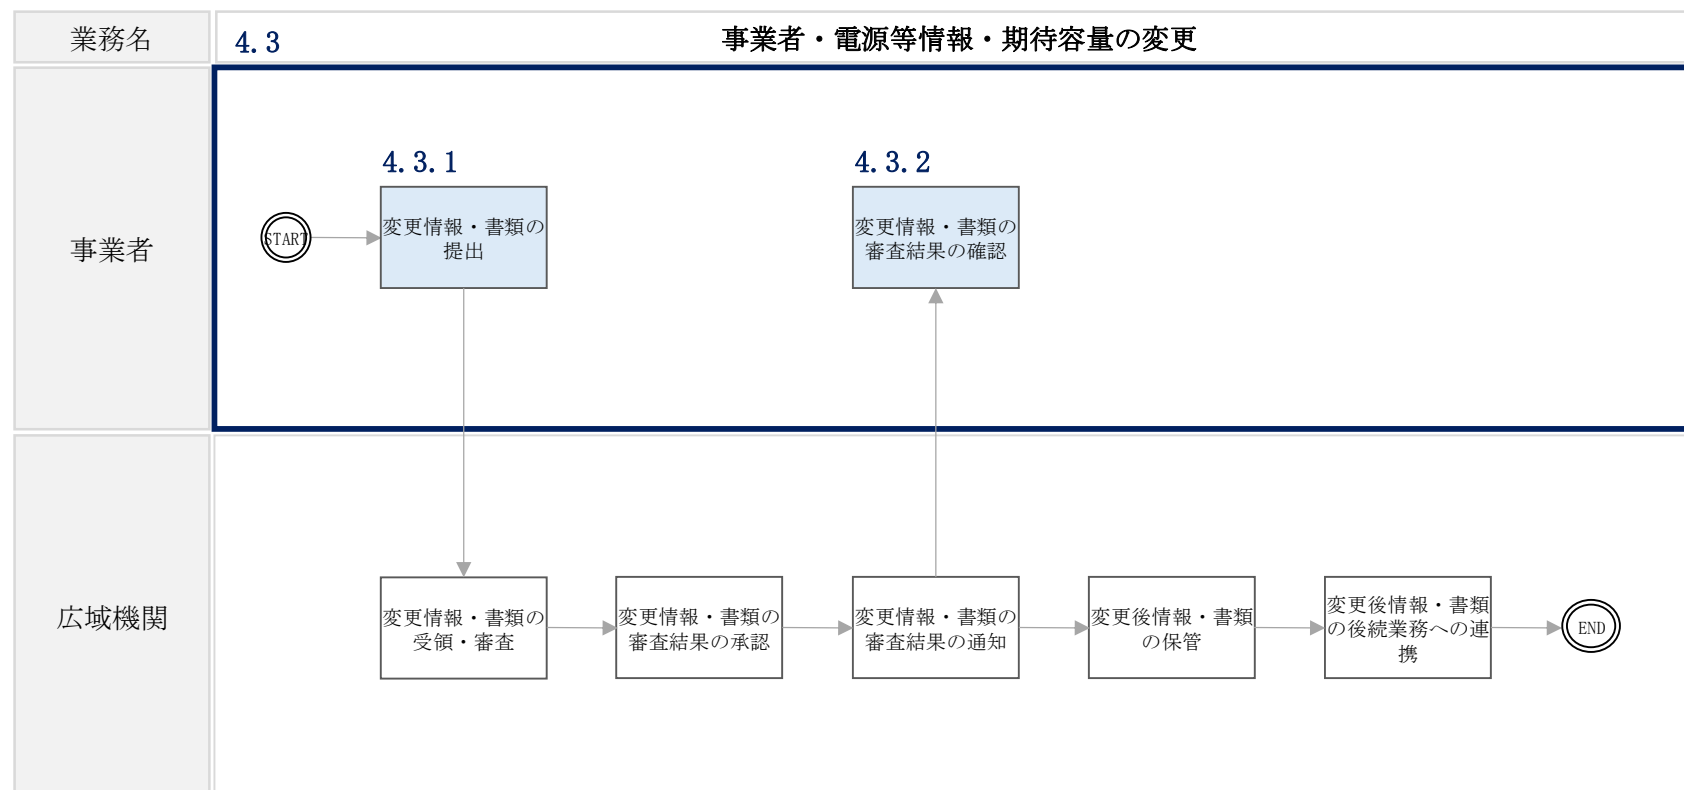 業務名
4.3
事業者・電源等情報・期待容量の変更
事業者
4.3.1
4.3.2
START
変更情報・書類の
提出
変更情報・書類の
審査結果の確認
広域機関
変更情報・書類の
受領・審査
変更情報・書類の
審査結果の承認
変更情報・書類の
審査結果の通知
変更後情報・書類
の保管
変更後情報・書類
の後続業務への連
携
END